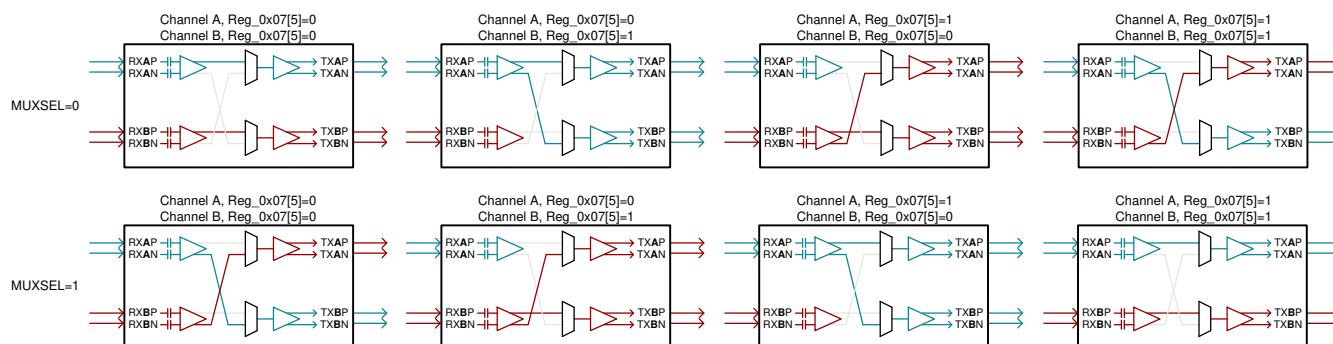 Channel A, Reg_0x07[5]=0 Channel A, Reg_0x07[5]=0 Channel A, Reg_0x07[5]=1 Channel A, Reg_0x07[5]=1
Channel B, Reg_0x07[5]=0 Channel B, Reg_0x07[5]=1 Channel B, Reg_0x07[5]=0 Channel B, Reg_0x07[5]=1
RXAP TXAP RXAP TXAP RXAP TXAP RXAP TXAP
RXAN TXAN RXAN TXAN RXAN TXAN RXAN TXAN
MUXSEL=0
RXBP TXBP RXBP TXBP RXBP TXBP RXBP TXBP
RXBN TXBN RXBN TXBN RXBN TXBN RXBN TXBN
Channel A, Reg_0x07[5]=0 Channel A, Reg_0x07[5]=0 Channel A, Reg_0x07[5]=1 Channel A, Reg_0x07[5]=1
Channel B, Reg_0x07[5]=0 Channel B, Reg_0x07[5]=1 Channel B, Reg_0x07[5]=0 Channel B, Reg_0x07[5]=1
RXAP TXAP RXAP TXAP RXAP TXAP RXAP TXAP
RXAN TXAN RXAN TXAN RXAN TXAN RXAN TXAN
MUXSEL=1
RXBP TXBP RXBP TXBP RXBP TXBP RXBP TXBP
RXBN TXBN RXBN TXBN RXBN TXBN RXBN TXBN